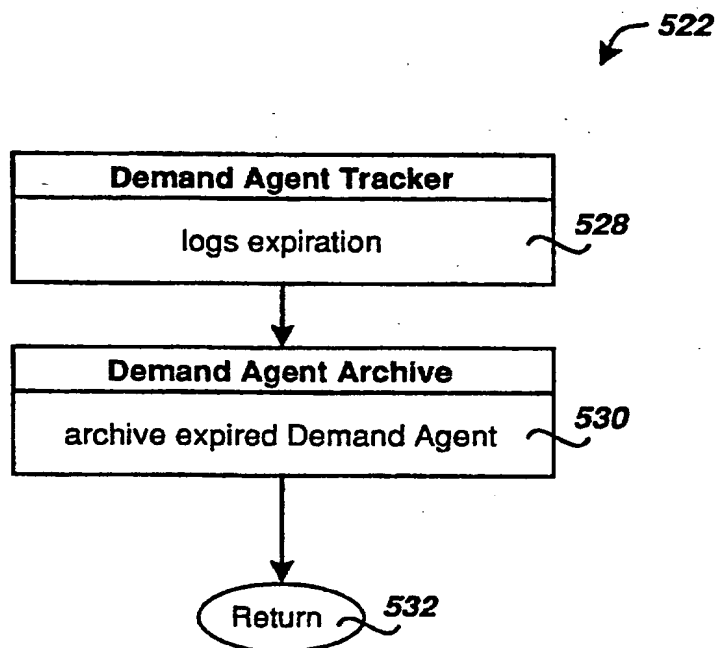 522
Demand Agent Tracker
logs expiration
528
Demand Agent Archive
archive expired Demand Agent
530
Return
532